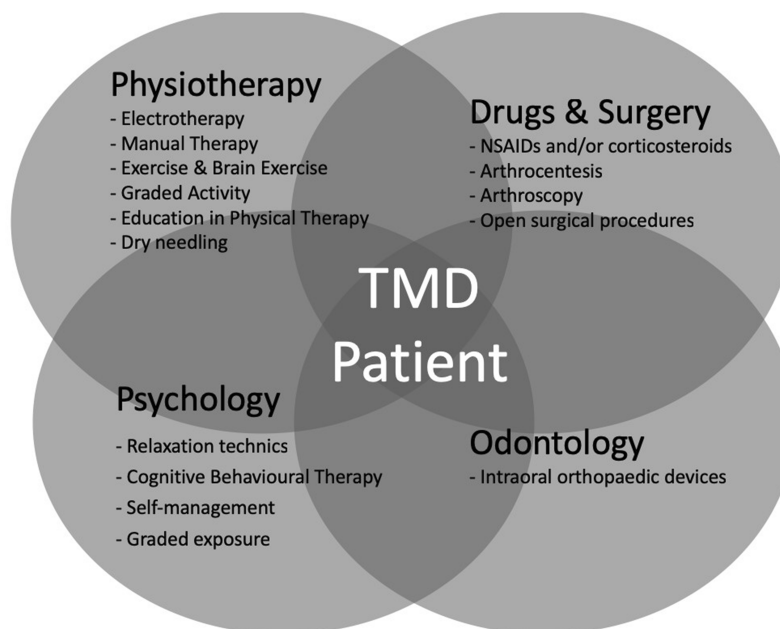 Physiotherapy
- Electrotherapy
- Manual Therapy
- Exercise & Brain Exercise
- Graded Activity
- Education in Physical Therapy
- Dry needling
Drugs & Surgery
- NSAIDs and/or corticosteroids
- Arthrocentesis
- Arthroscopy
- Open surgical procedures
TMD
Patient
Psychology
- Relaxation technics
- Cognitive Behavioural Therapy
- Self-management
- Graded exposure
Odontology
- Intraoral orthopaedic devices